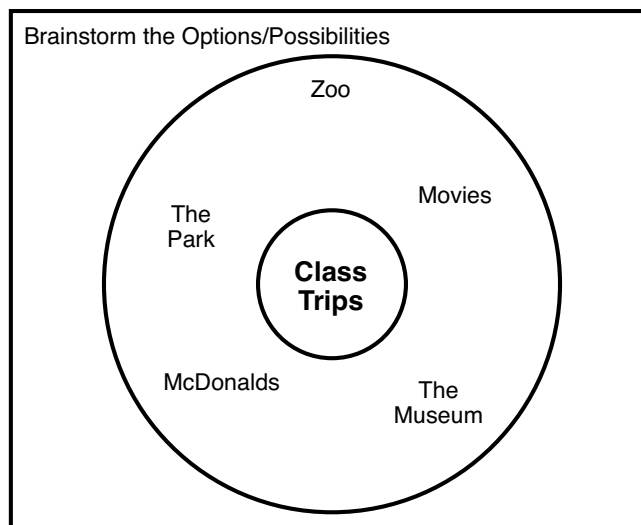 Brainstorm the Options/Possibilities
Zoo
Movies
The
Park
Class
Trips
McDonalds
The
Museum